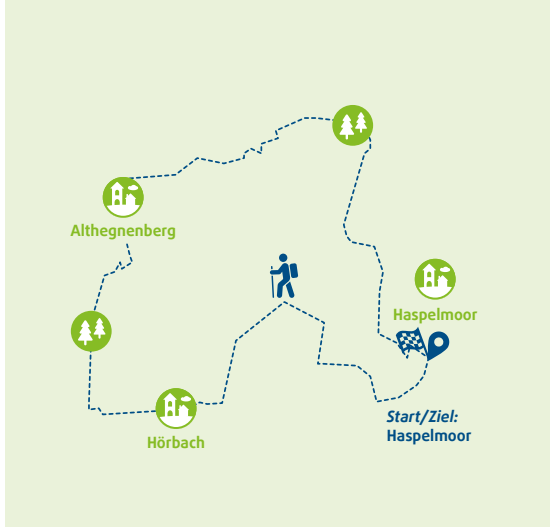 Althegnenberg
Haspelmoor
Start/Ziel:
Haspelmoor
Hörbach